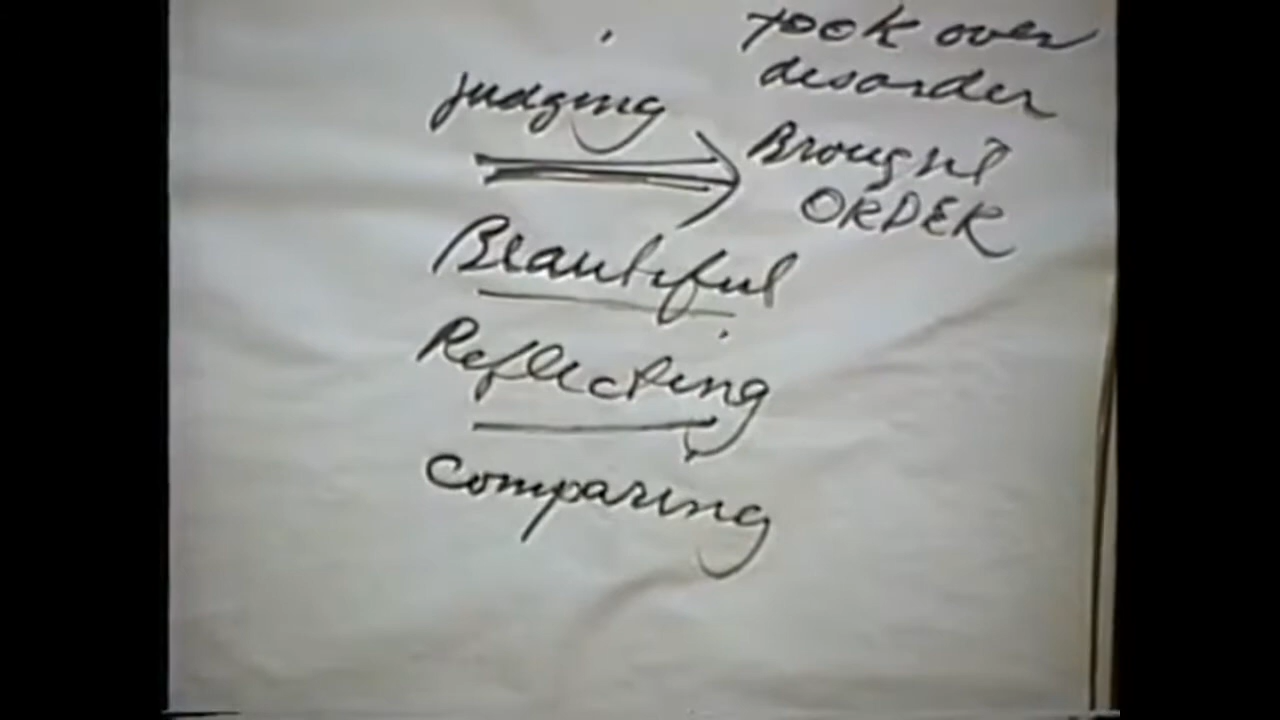 took over
disorder
judging
Brought
ORDER
Beautiful
Reflecting
comparing